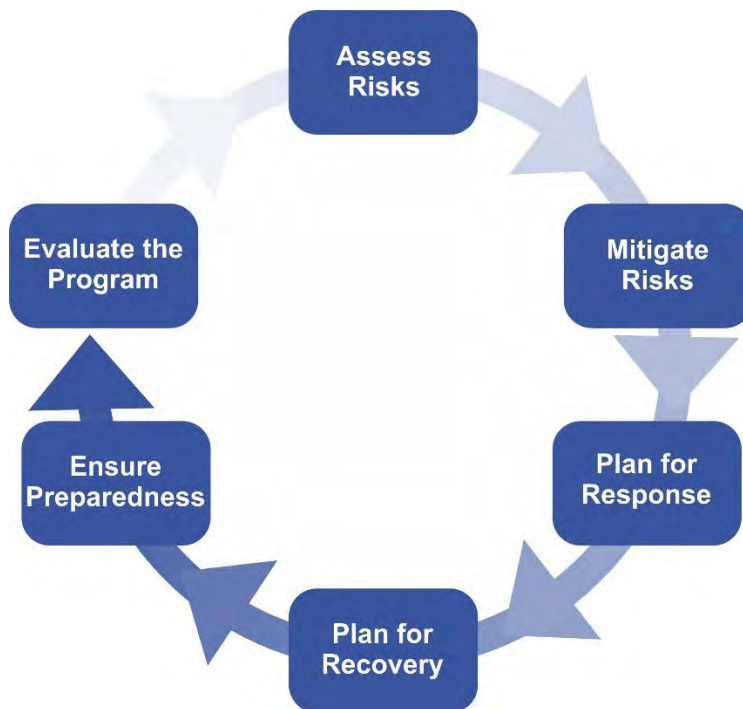 Assess
Risks
Mitigate
Risks
Plan for
Response
Plan for
Recovery
Ensure
Preparedness
Evaluate the
Program